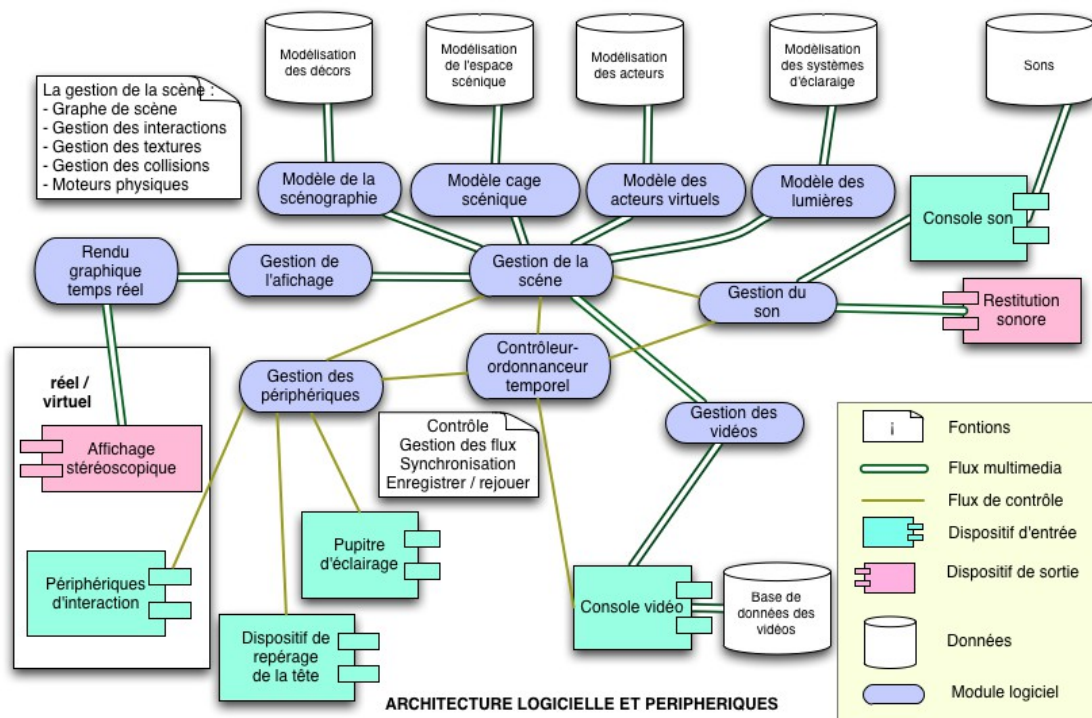 Modèlisation
des décors
Modèlisation
de l'espace
scénique
Modèlisation
des acteurs
Modèlisation
des systèmes
d'éclaraige
Sons
La gestion de la scène :
- Graphe de scène
- Gestion des interactions
- Gestion des textures
- Gestion des collisions
- Moteurs physiques
Modèle de la
scénographie
Modèle cage
scénique
Modèle des
acteurs virtuels
Modèle des
lumières
Console son
Rendu
graphique
temps réel
Gestion de
l'afichage
Gestion de la
scéne
Gestion du
son
Restitution
sonore
réel /
virtuel
Gestion des
périphériques
Contrôleur-
ordonnanceur
temporel
Gestion des
vidéos
Affichage
stéréoscopique
Contrôle
Gestion des flux
Synchronisation
Enregistrer / rejouer
Périphériques
d'interaction
Pupitre
d'éclairage
Dispositif de
repérage
de la tête
Console vidéo
Base de
données des
vidéos
i
Fontions
Flux multimedia
Flux de contrôle
Dispositif d'entrée
Dispositif de sortie
Données
Module logiciel
ARCHITECTURE LOGICIELLE ET PERIPHERIQUES